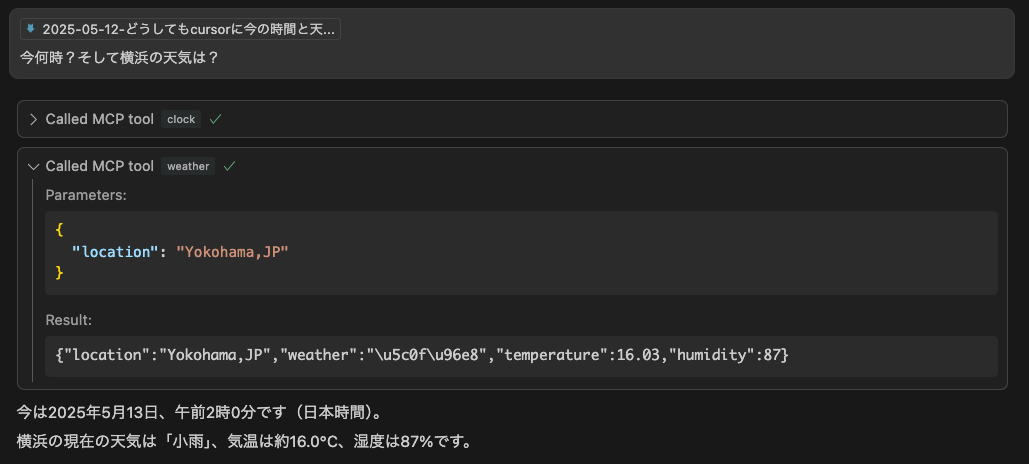 2025-05-12-どうしてもcursorに今の時間と天...
今何時？そして横浜の天気は？
Called MCP tool clock
Called MCP tool weather
Parameters:
{
"location": "Yokohama,JP"
}
Result:
{"location":"Yokohama,JP","weather":"\u5c0f\u96e8","temperature":16.03,"humidity":87}
今は2025年5月13日、午前2時0分です（日本時間）。
横浜の現在の天気は「小雨」、気温は約16.0°C、湿度は87%です。